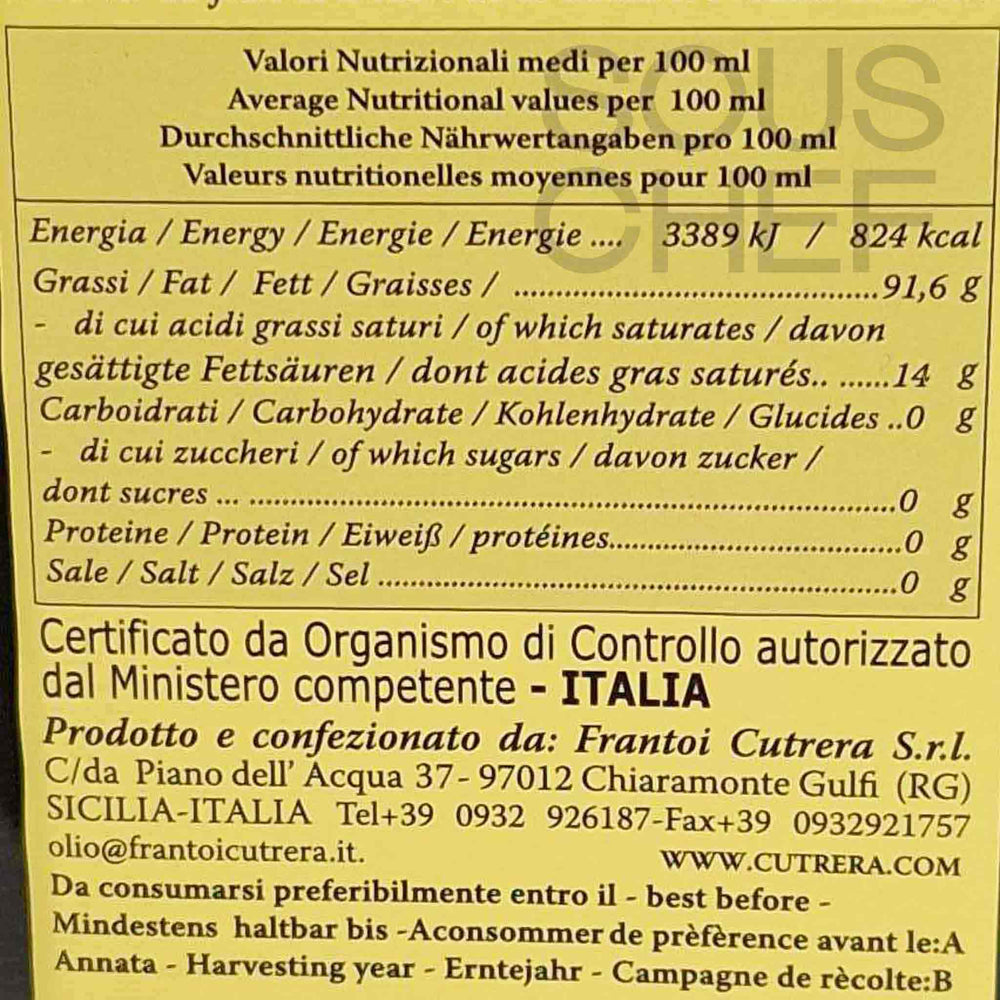 Valori Nutrizionali medi per 100 ml
Average Nutritional values per 100 ml
Durchschnittliche Nährwertangaben pro 100 ml
Valeurs nutritionelles moyennes pour 100 ml
SOUS
CHEF
Energia / Energy / Energie / Energie .... 3389 kJ / 824 kcal
Grassi / Fat / Fett / Graisses / ........................................91,6 g
- di cui acidi grassi saturi / of which saturates / davon
gesättigte Fettsäuren / dont acides gras saturés.. ......14 g
Carboidrati / Carbohydrate / Kohlenhydrate / Glucides ..0 g
- di cui zuccheri / of which sugars / davon zucker /
dont sucres ... ......................................................................0 g
Proteine / Protein / Eiweiß / protéines................................0 g
Sale / Salt / Salz / Sel .........................................................0 g
Certificato da Organismo di Controllo autorizzato
dal Ministero competente - ITALIA
Prodotto e confezionato da: Frantoi Cutrera S.r.l.
C/da Piano dell' Acqua 37- 97012 Chiaramonte Gulfi (RG)
SICILIA-ITALIA Tel+39 0932 926187-Fax+39 0932921757
olio@frantoicutrera.it. WWW.CUTRERA.COM
Da consumarsi preferibilmente entro il - best before -
Mindestens haltbar bis -Aconsommer de prèfèrence avant le:A
Annata - Harvesting year - Erntejahr - Campagne de rècolte:B